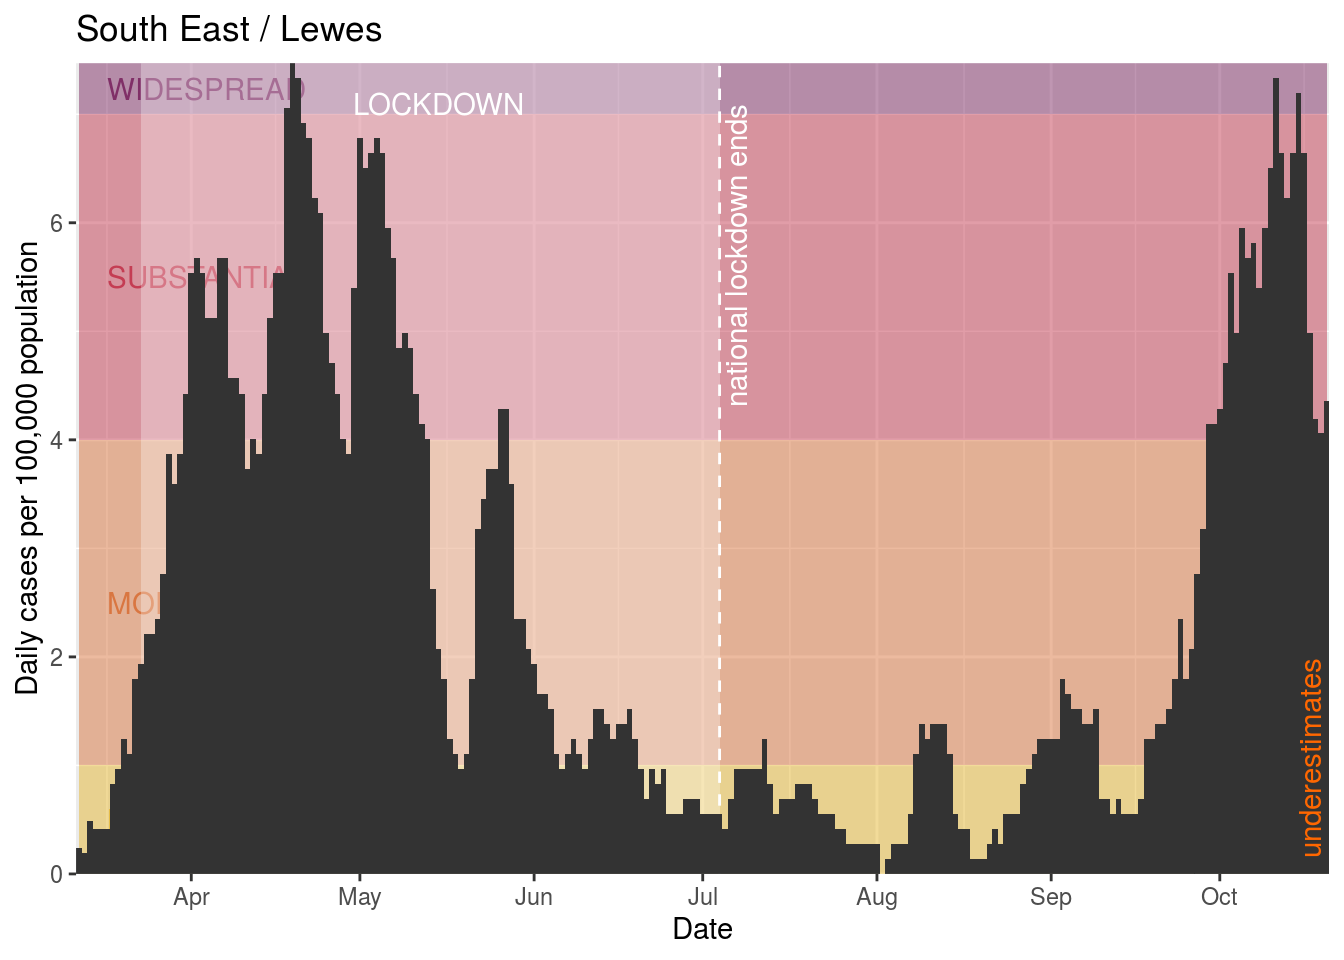 South East / Lewes
WIDESPREAD
LOCKDOWN
national lockdown ends
SUBSTANTIA
MO
underestimates
6
4
2
0
Daily cases per 100,000 population
Apr May Jun Jul Aug Sep Oct
Date